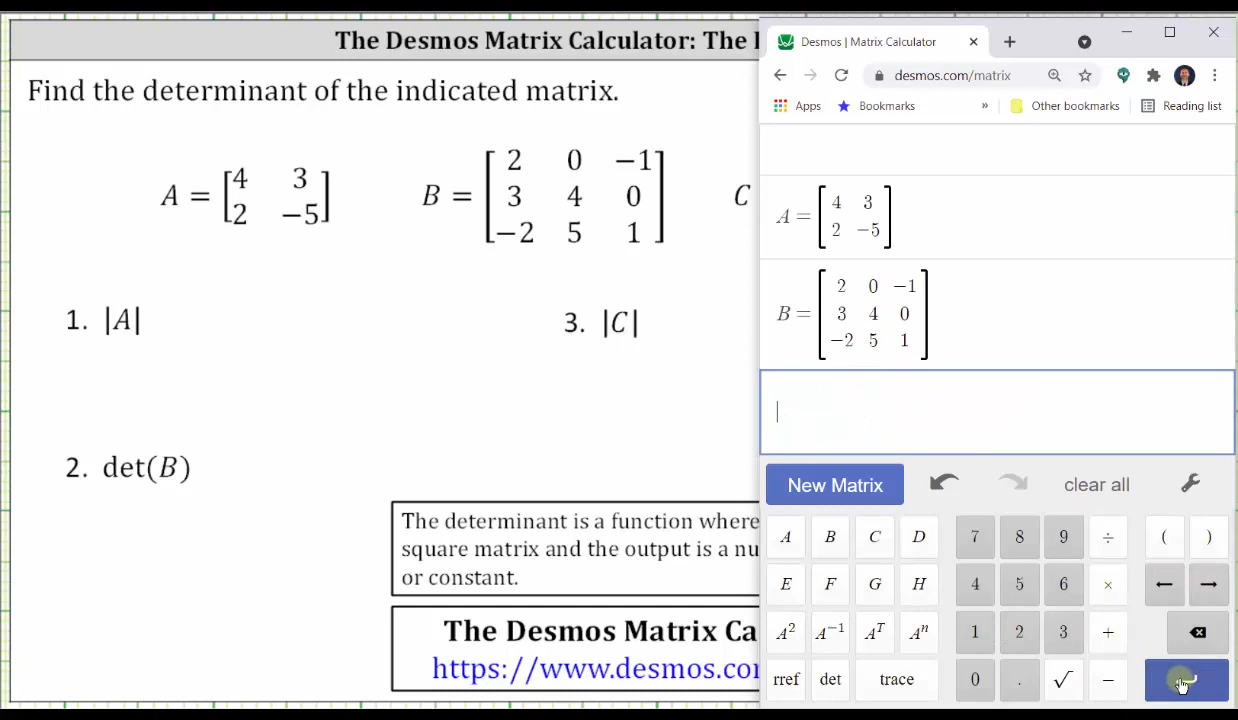 The Desmos Matrix Calculator: The
Find the determinant of the indicated matrix.
A = [4 3
2 −5]
B = [2 0 −1
3 4 0
−2 5 1]
C
1. |A|
3. |C|
2. det(B)
The determinant is a function where
square matrix and the output is a nu
or constant.
The Desmos Matrix Ca
https://www.desmos.co
Desmos | Matrix Calculator
desmos.com/matrix
Apps Bookmarks » Other bookmarks Reading list
A = [4 3
2 −5]
B = [2 0 −1
3 4 0
−2 5 1]
New Matrix clear all
A B C D 7 8 9 ÷ ( )
E F G H 4 5 6 × ← →
A² A⁻¹ Aᵀ Aⁿ 1 2 3 +
rref det trace 0 . √ −